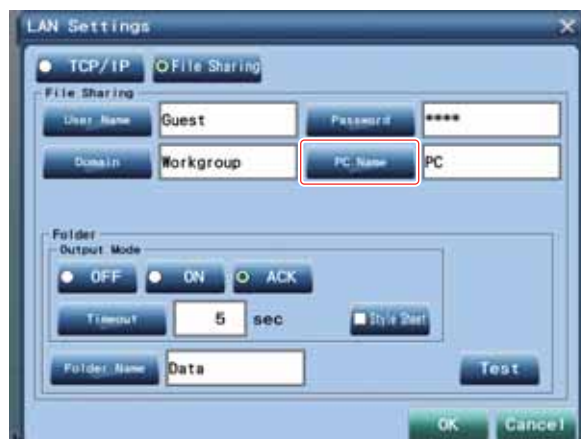 LAN Settings
TCP/IP File Sharing
File Sharing
User Name Guest Password ****
Domain Workgroup PC Name PC
Folder
Output Mode
OFF ON ACK
Timeout 5 sec Style Sheet
Folder Name Data Test
OK Cancel